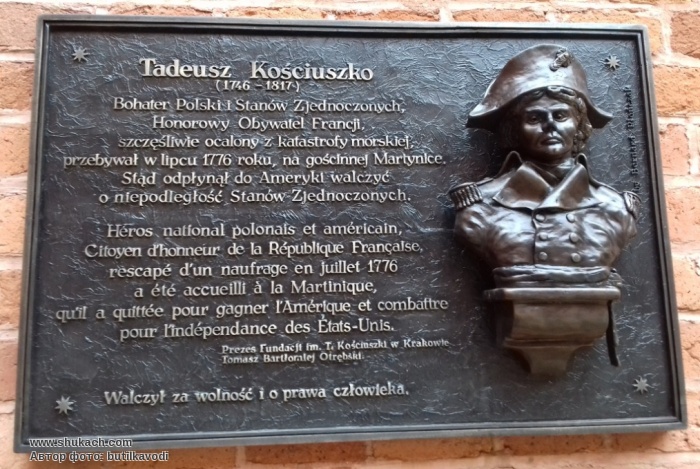 Tadeusz Kościuszko
(1746 - 1817)
Bohater Polski i Stanów Zjednoczonych,
Honorowy Obywatel Francji,
szczęśliwie ocalony z katastrofy morskiej,
przebywał w lipcu 1776 roku, na gościnnej Martynice.
Stąd odpłynął do Ameryki walczyć
o niepodległość Stanów Zjednoczonych.
Héros national polonais et américain,
Citoyen d'honneur de la République Française,
rescapé d'un naufrage en juillet 1776
a été accueilli à la Martinique,
qu'il a quittée pour gagner l'Amérique et combattre
pour l'indépendance des États-Unis.
Prezes Fundacji im. T. Kościuszki w Krakowie
Tomasz Bartłomiej Otrębski.
Walczył za wolność i o prawa człowieka.
www.shukach.com
Автор фото: butilkavodi